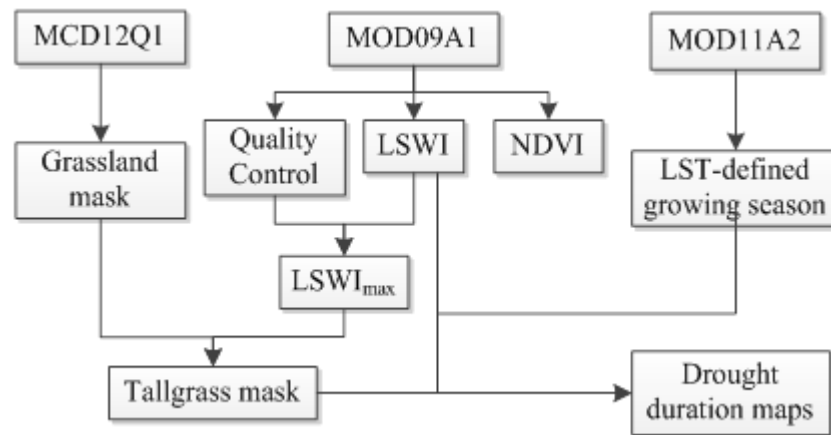 MCD12Q1
MOD09A1
MOD11A2
Quality
Control
LSWI
NDVI
Grassland
mask
LST-defined
growing season
LSWImax
Tallgrass mask
Drought
duration maps